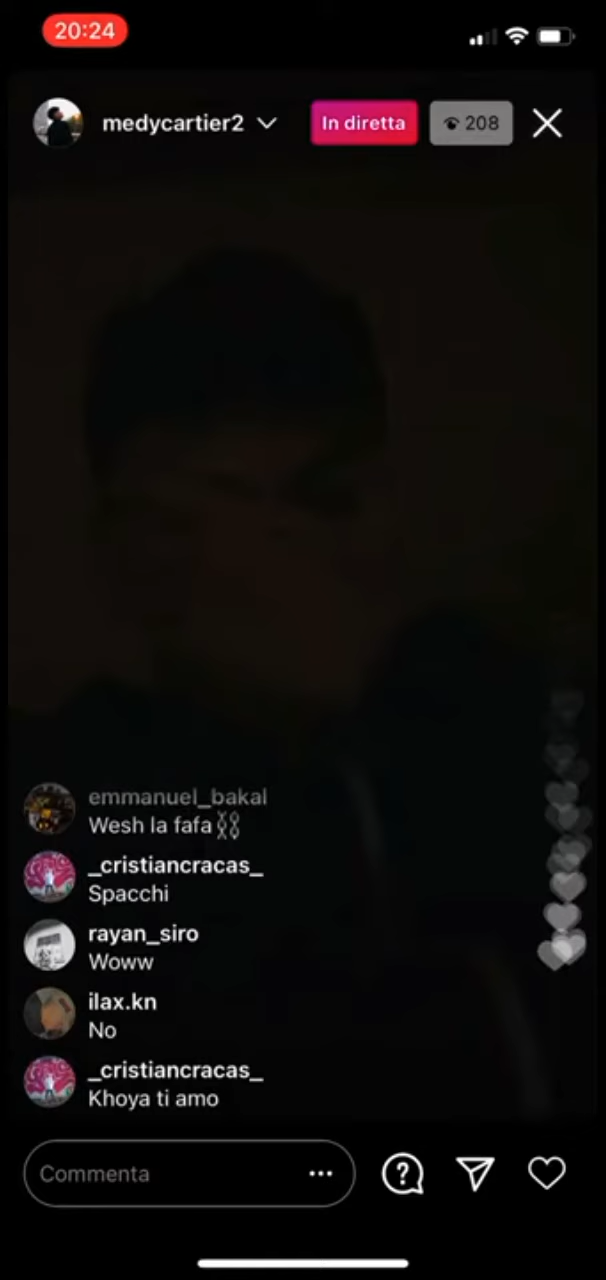 20:24
medycartier2
In diretta
208
emmanuel_bakal
Wesh la fafa⛓⛓
_cristiancracas_
Spacchi
rayan_siro
Woww
ilax.kn
No
_cristiancracas_
Khoya ti amo
Commenta